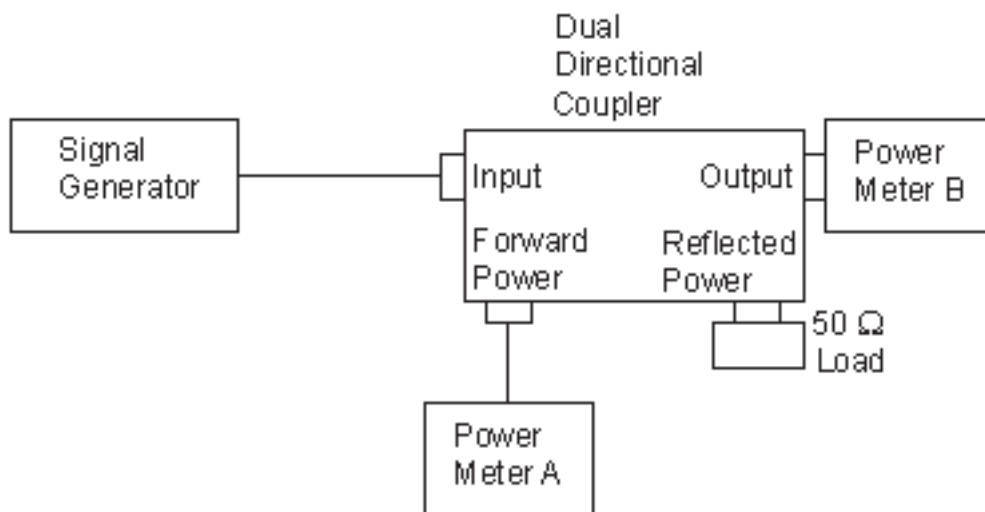 Dual
Directional
Coupler
Signal
Generator
Input
Output
Power
Meter B
Forward
Power
Reflected
Power
50 Ω
Load
Power
Meter A